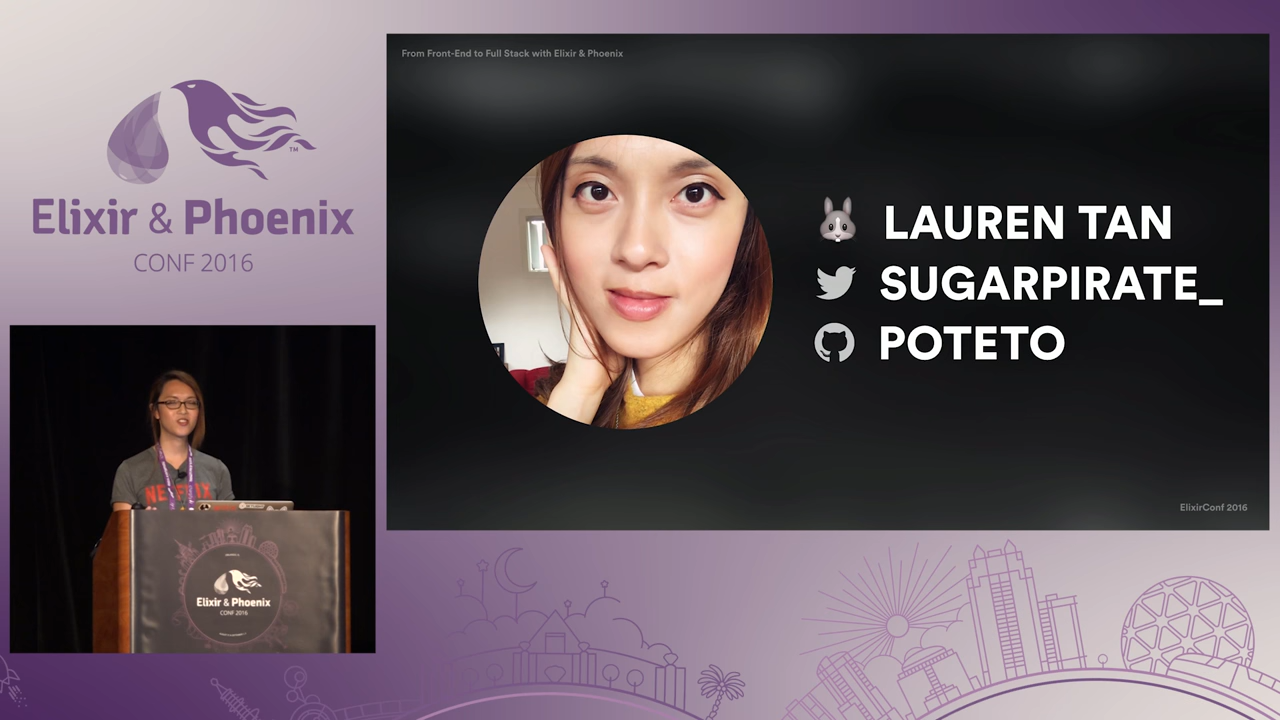 Elixir & Phoenix
CONF 2016
TM
From Front-End to Full Stack with Elixir & Phoenix
LAUREN TAN
SUGARPIRATE_
POTETO
ElixirConf 2016
NETFLIX
Elixir & Phoenix
CONF 2016